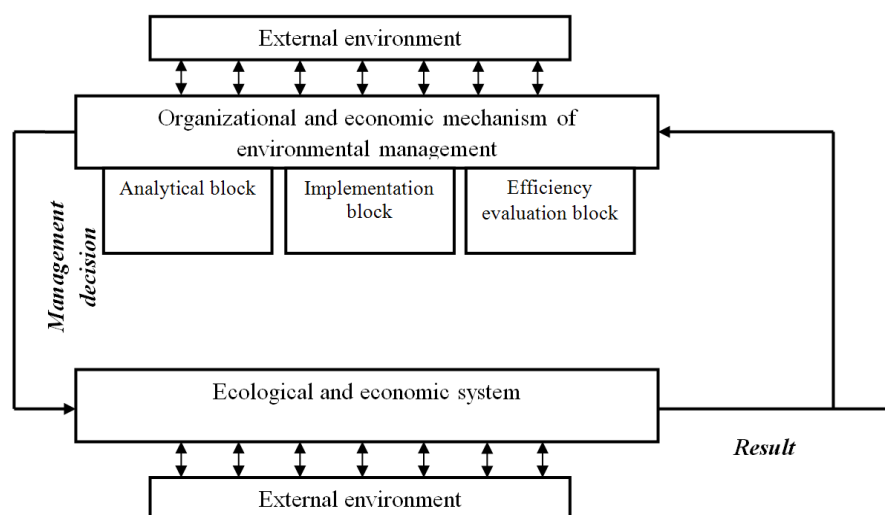 External environment
Organizational and economic mechanism of
environmental management
Analytical block
Implementation
block
Efficiency
evaluation block
Management
decision
Ecological and economic system
Result
External environment